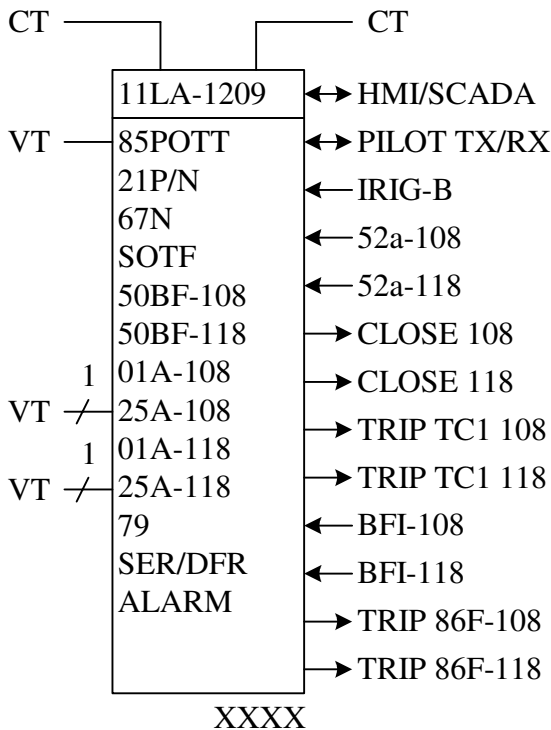 CT CT
11LA-1209 HMI/SCADA
VT 85POTT PILOT TX/RX
21P/N IRIG-B
67N 52a-108
SOTF 52a-118
50BF-108
50BF-118 CLOSE 108
1 01A-108 CLOSE 118
VT 25A-108 TRIP TC1 108
1 01A-118
VT 25A-118 TRIP TC1 118
79 BFI-108
SER/DFR BFI-118
ALARM TRIP 86F-108
TRIP 86F-118
XXXX